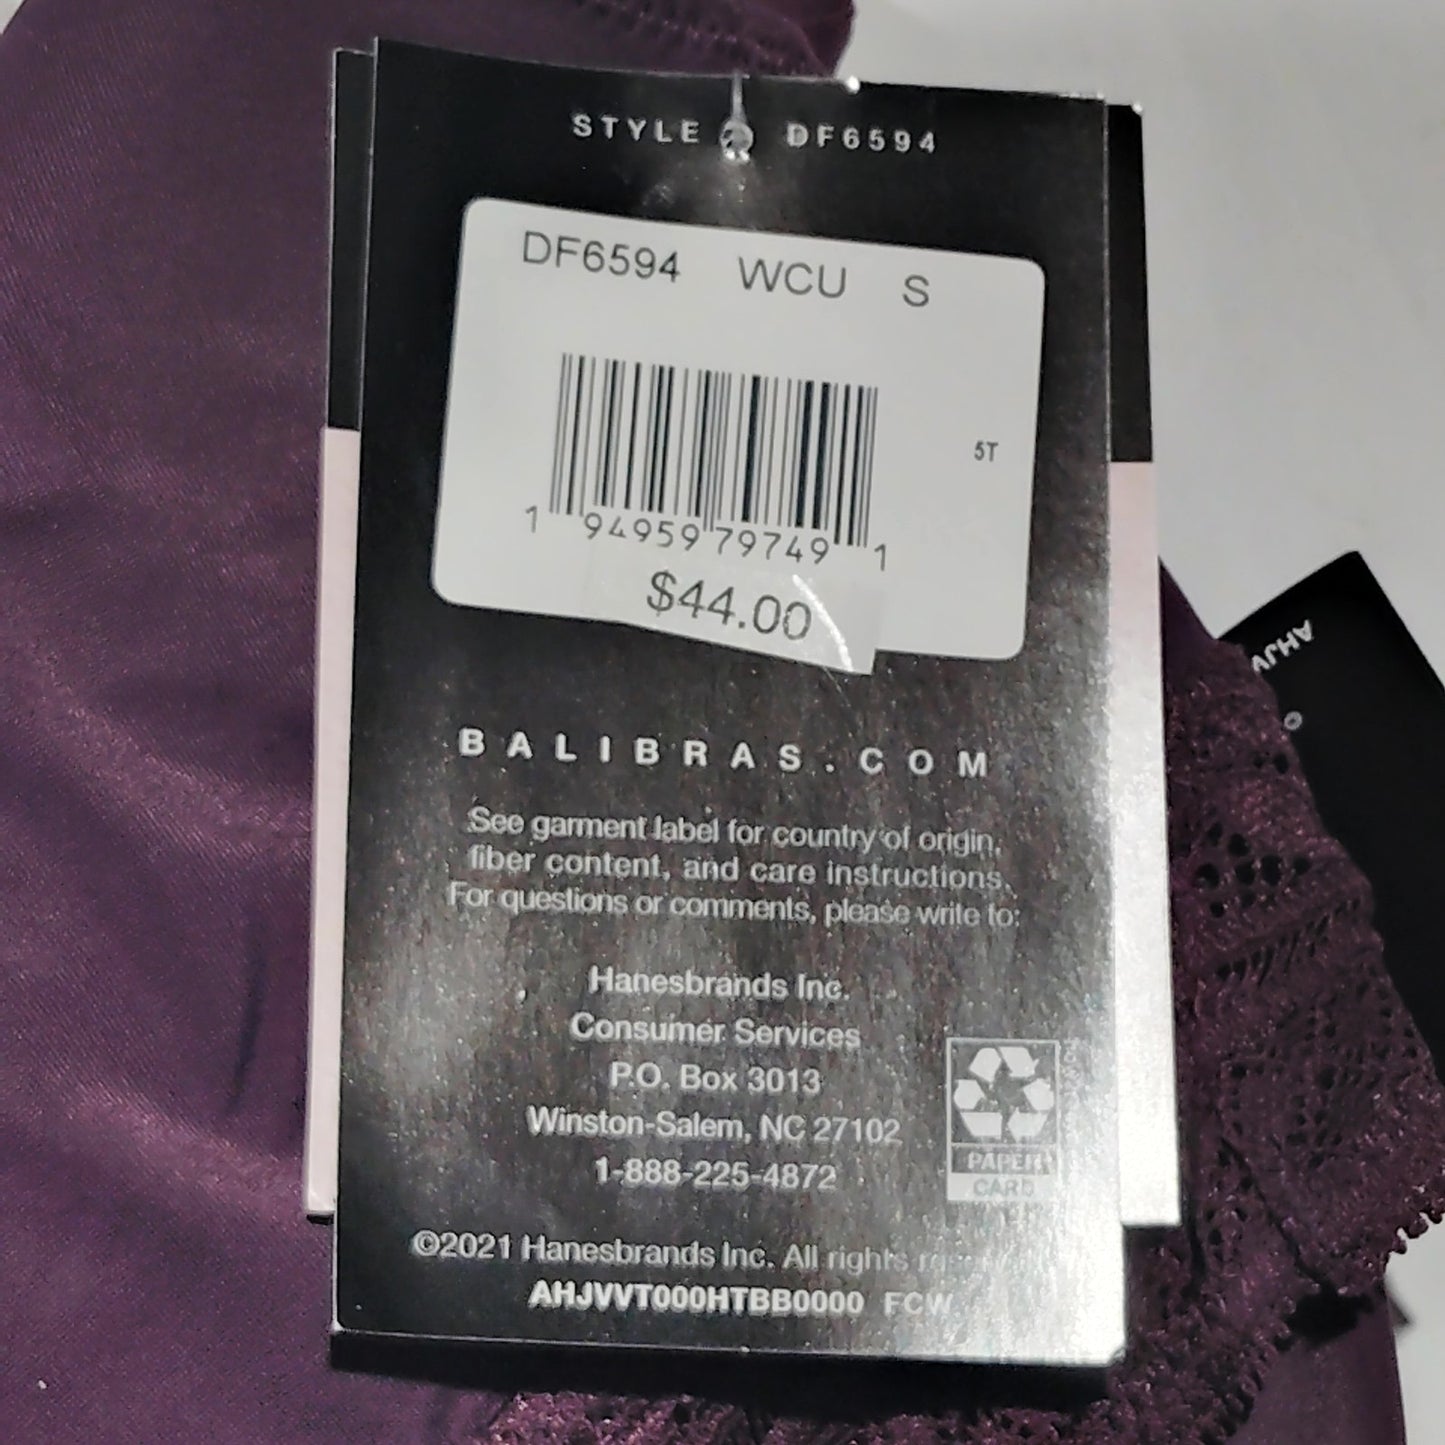 STYLE DF6594
DF6594 WCU S
5T
1 94959 79749 1
$44.00
BALIBRAS.COM
See garment label for country of origin,
fiber content, and care instructions.
For questions or comments, please write to:
Hanesbrands Inc.
Consumer Services
P.O. Box 3013
Winston-Salem, NC 27102
1-888-225-4872
PAPER
CARD
©2021 Hanesbrands Inc. All rights
AHJVVT000HTBB0000 FCW
AHJV